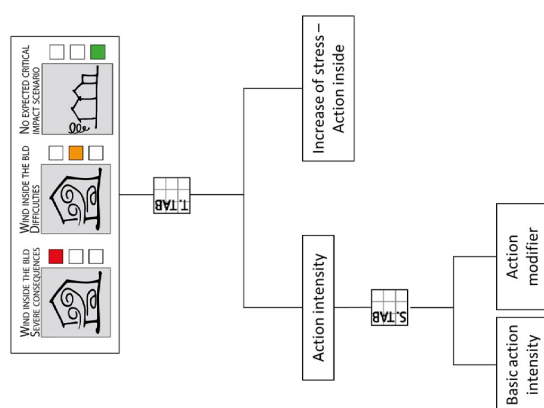 WIND INSIDE THE BLD
SEVERE CONSEQUENCES
WIND INSIDE THE BLD
DIFFICULTIES
NO EXPECTED CRITICAL
IMPACT SCENARIO
T. TAB
Action intensity
Increase of stress –
Action inside
S.TAB
Basic action
intensity
Action
modifier